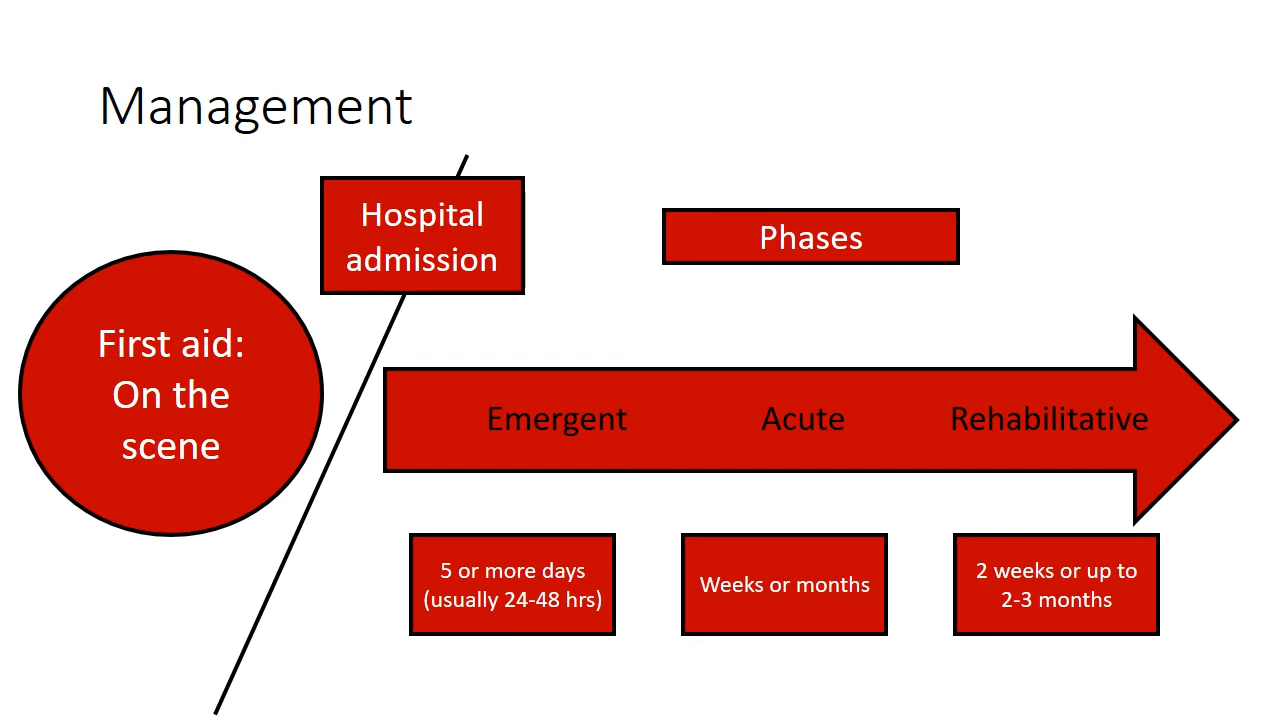 Management
Hospital
admission
Phases
First aid:
On the
scene
Emergent
Acute
Rehabilitative
5 or more days
(usually 24-48 hrs)
Weeks or months
2 weeks or up to
2-3 months